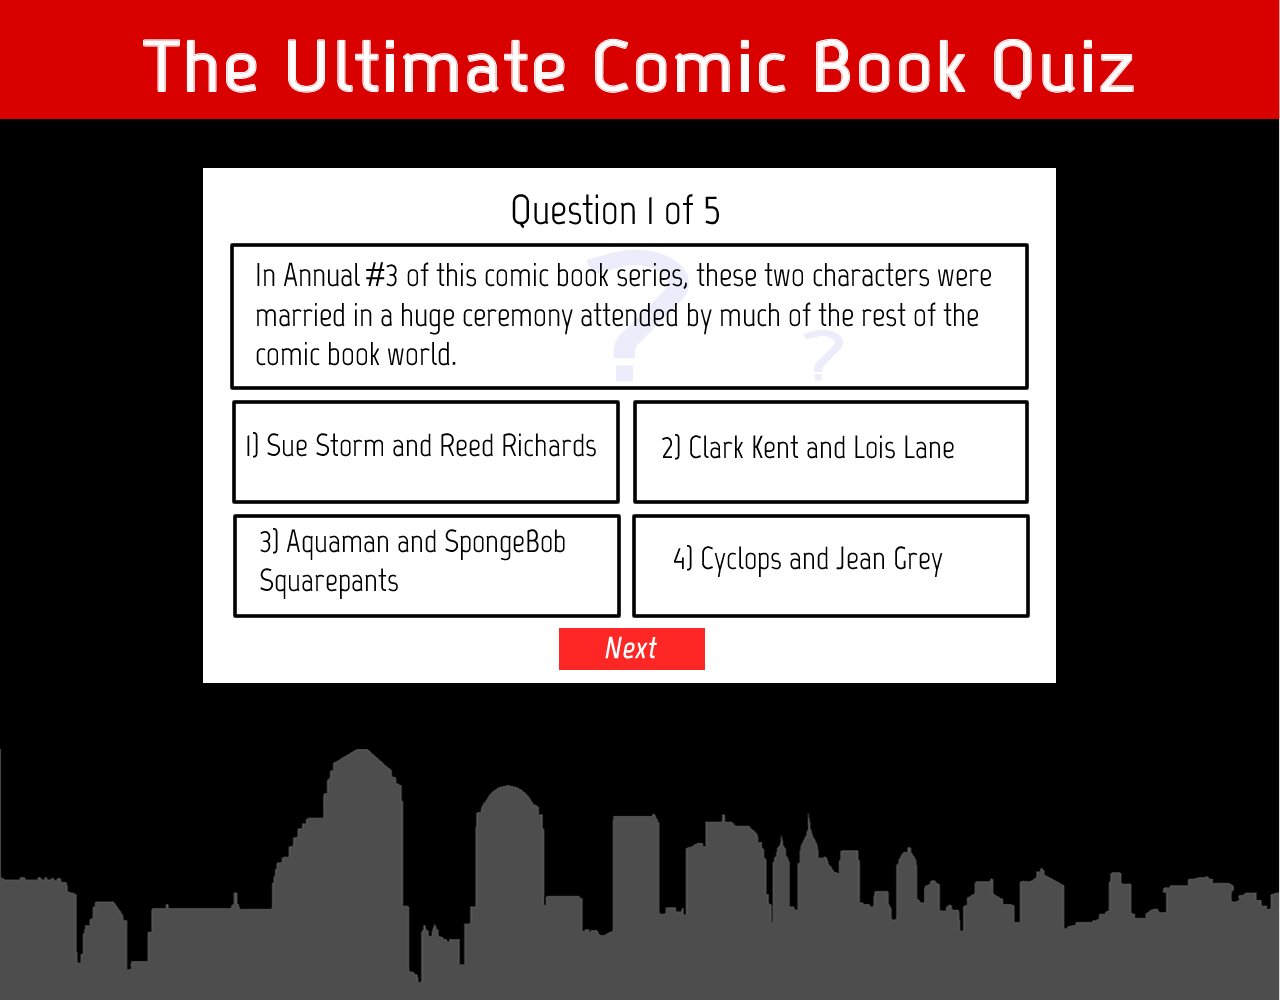 The Ultimate Comic Book Quiz
Question 1 of 5
In Annual #3 of this comic book series, these two characters were
married in a huge ceremony attended by much of the rest of the
comic book world.
1) Sue Storm and Reed Richards
2) Clark Kent and Lois Lane
3) Aquaman and SpongeBob
Squarepants
4) Cyclops and Jean Grey
Next